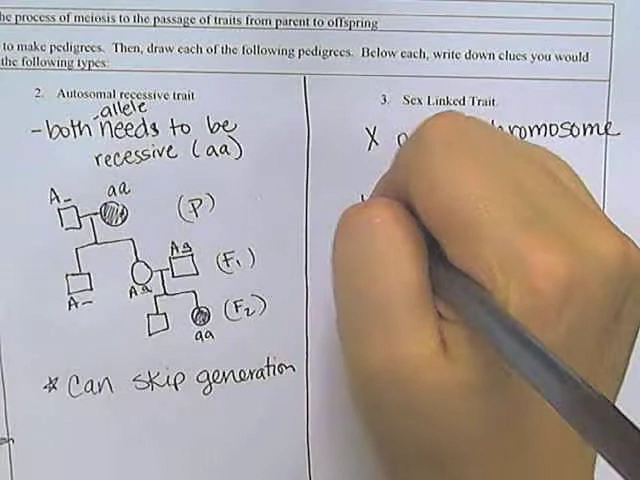 he process of meiosis to the passage of traits from parent to offspring
to make pedigrees. Then, draw each of the following pedigrees. Below each, write down clues you would
the following types:
2. Autosomal recessive trait
-allele
-both needs to be
recessive (aa)
A_ aa
(P)
Aa
(F1)
A_ Aa
(F2)
aa
* Can skip generation
3. Sex Linked Trait
X hromosome